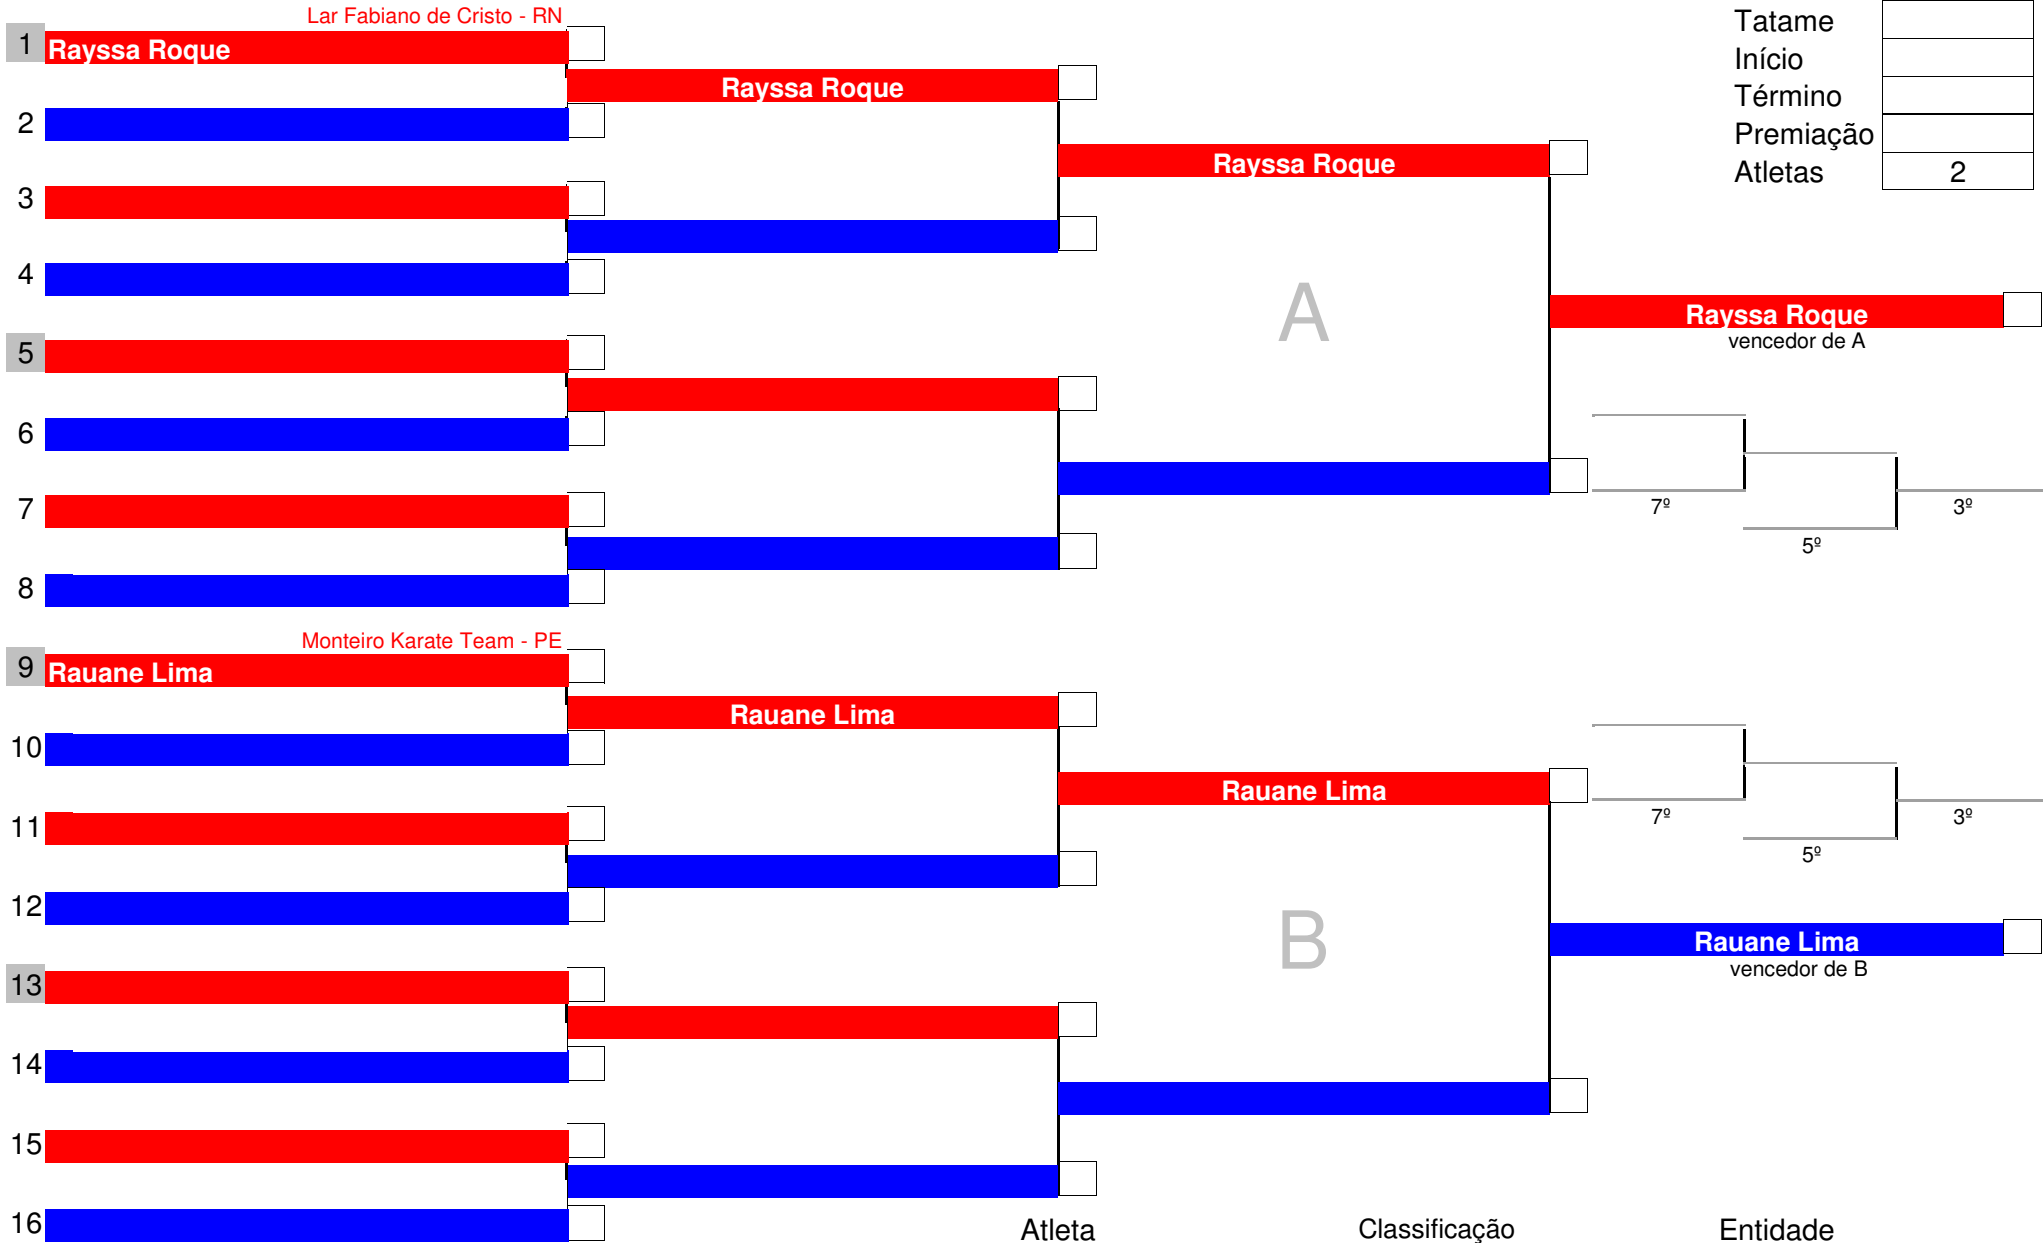 Lar Fabiano de Cristo - RN
1 Rayssa Roque
Rayssa Roque
2
Rayssa Roque
3
4
A
Rayssa Roque
vencedor de A
5
6
7
7º
3º
5º
8
Tatame
Início
Término
Premiação
Atletas 2
Monteiro Karate Team - PE
9 Rauane Lima
Rauane Lima
10
Rauane Lima
11
7º
3º
5º
12
B
Rauane Lima
vencedor de B
13
14
15
16
Atleta Classificação Entidade